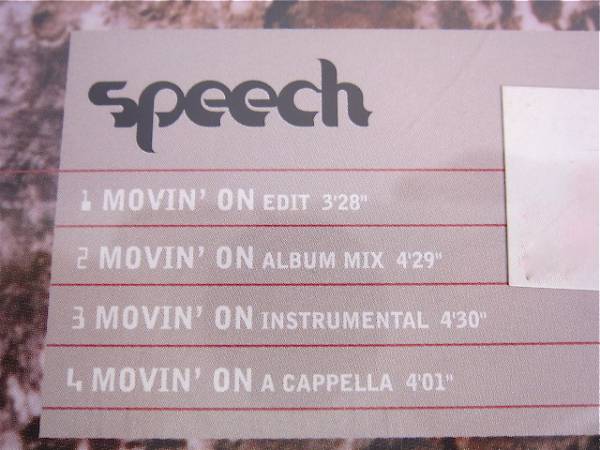 speech
1 MOVIN' ON EDIT 3'28"
2 MOVIN' ON ALBUM MIX 4'29"
3 MOVIN' ON INSTRUMENTAL 4'30"
4 MOVIN' ON A CAPPELLA 4'01"